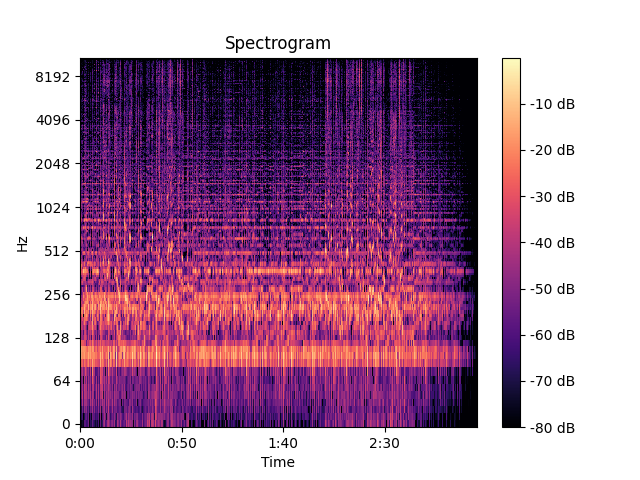 Spectrogram
8192
4096
2048
1024
512
256
128
64
0
Hz
0:00
0:50
1:40
2:30
Time
-10 dB
-20 dB
-30 dB
-40 dB
-50 dB
-60 dB
-70 dB
-80 dB